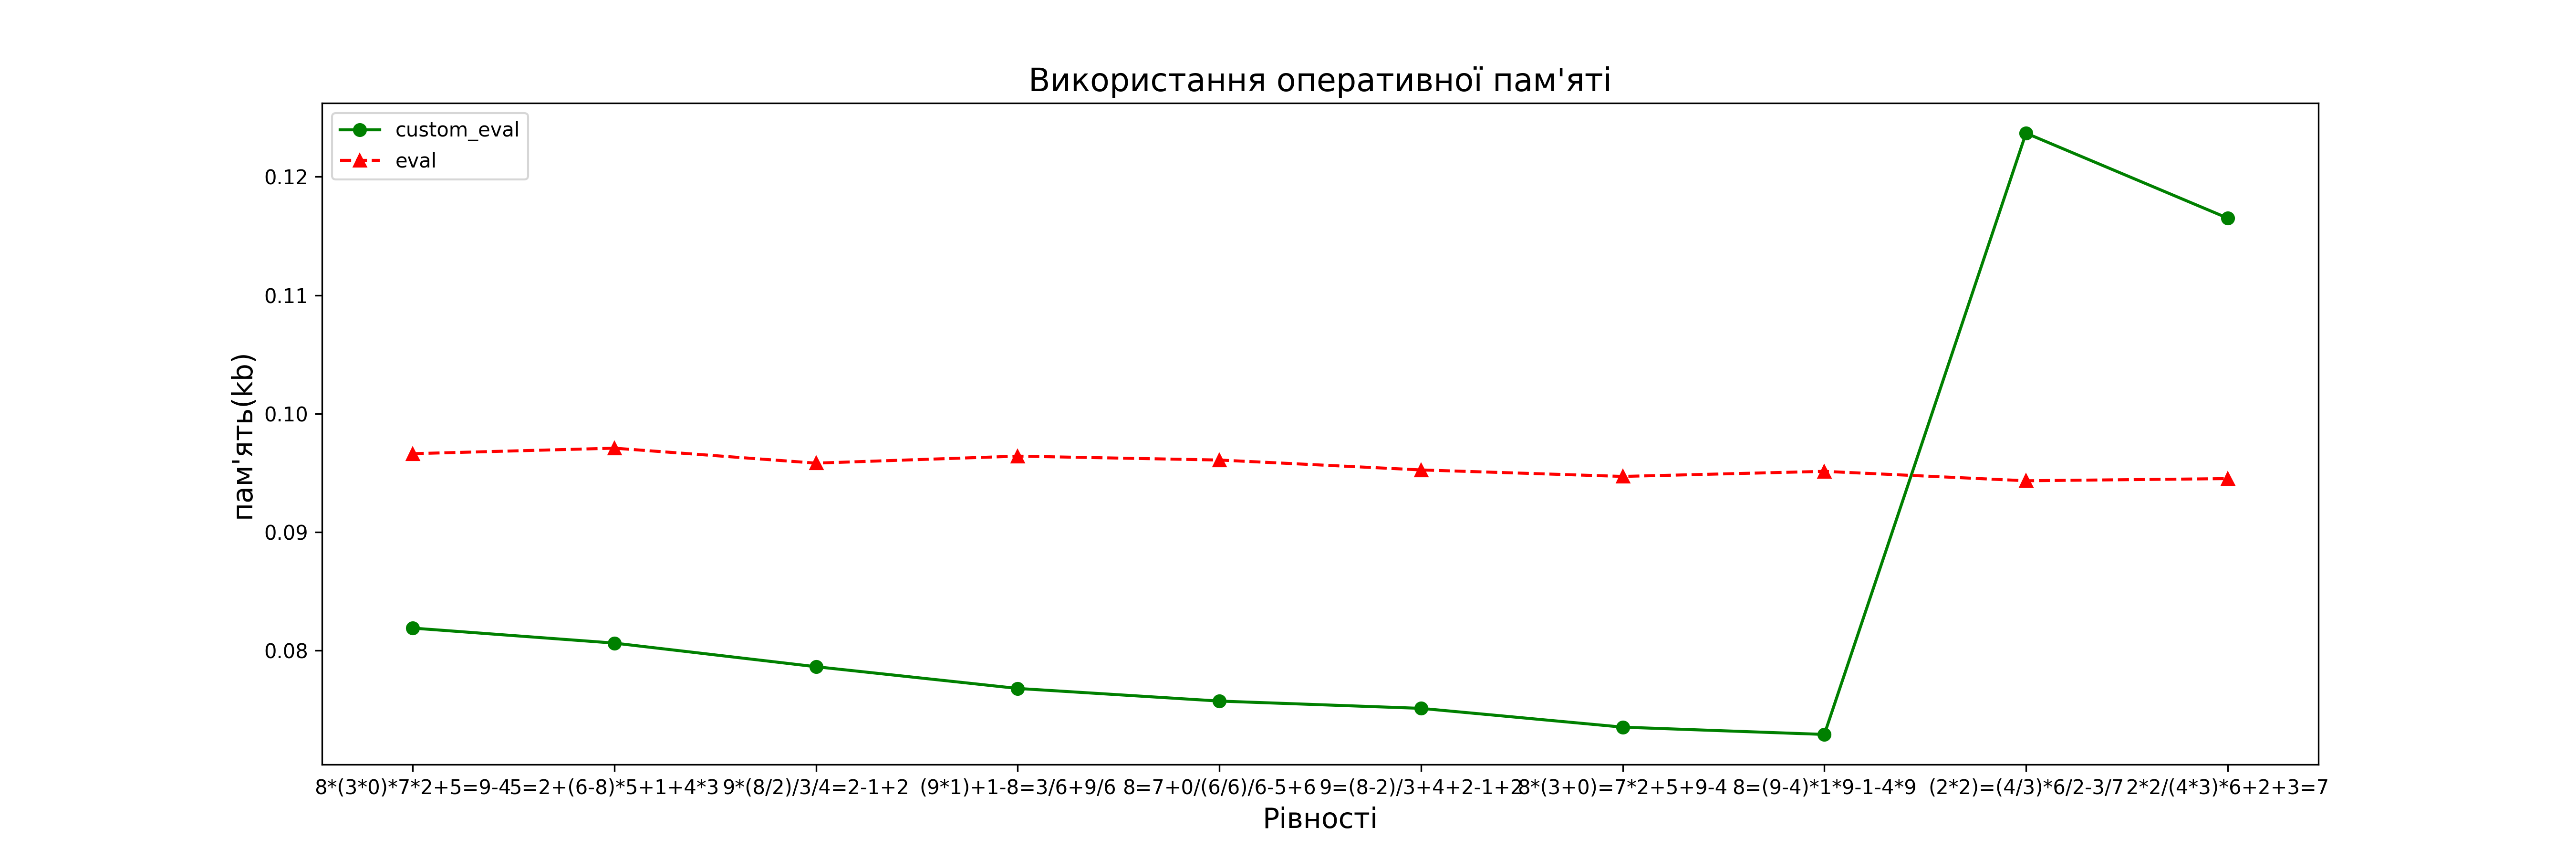 Використання оперативної пам'яті
custom_eval
eval
0.12
0.11
0.10
0.09
0.08
пам'ять(kb)
8*(3*0)*7*2+5=9-4 5=2+(6-8)*5+1+4*3 9*(8/2)/3/4=2-1+2 (9*1)+1-8=3/6+9/6 8=7+0/(6/6)/6-5+6 9=(8-2)/3+4+2-1+2 8*(3+0)=7*2+5+9-4 8=(9-4)*1*9-1-4*9 (2*2)=(4/3)*6/2-3/7 2*2/(4*3)*6+2+3=7
Рівності